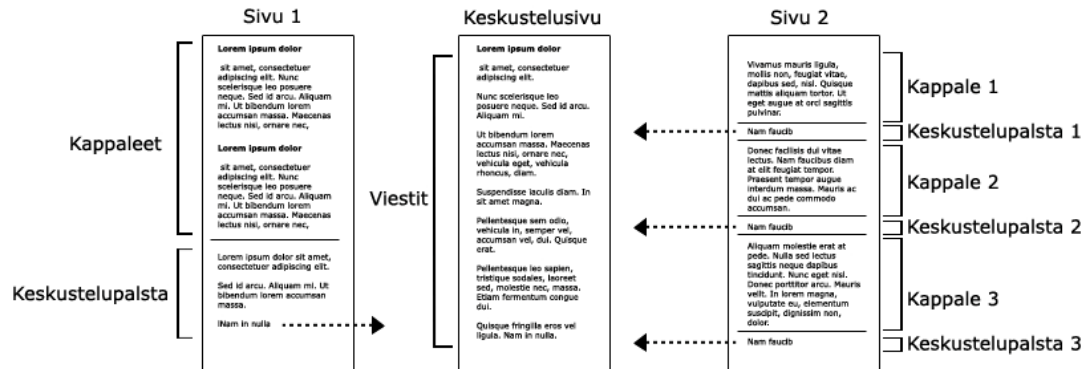 Sivu 1
Keskustelusivu
Sivu 2
Kappaleet
Keskustelupalsta
Lorem ipsum dolor
sit amet, consectetuer
adipiscing elit. Nunc
scelerisque leo posuere
neque. Sed id arcu. Aliquam
mi. Ut bibendum lorem
accumsan massa. Maecenas
lectus nisi, ornare nec,
Lorem ipsum dolor
sit amet, consectetuer
adipiscing elit. Nunc
scelerisque leo posuere
neque. Sed id arcu. Aliquam
mi. Ut bibendum lorem
accumsan massa. Maecenas
lectus nisi, ornare nec,
Lorem ipsum dolor sit amet,
consectetuer adipiscing elit.
Sed id arcu. Aliquam mi. Ut
bibendum lorem accumsan
massa.
INam in nulla
Viestit
Lorem ipsum dolor
sit amet, consectetuer
adipiscing elit.
Nunc scelerisque leo
posuere neque. Sed id arcu.
Aliquam mi.
Ut bibendum lorem
accumsan massa. Maecenas
lectus nisi, ornare nec,
vehicula eget, vehicula
rhoncus, diam.
Suspendisse iaculis diam. In
sit amet magna.
Pellentesque sem odio,
vehicula in, semper vel,
accumsan vel, dui. Quisque
erat.
Pellentesque leo sapien,
tristique sodales, laoreet
sed, molestie nec, massa.
Etiam fermentum congue
dui.
Quisque fringilla eros vel
ligula. Nam in nulla.
Vivamus mauris ligula,
mollis non, feugiat vitae,
dapibus sed, nisl. Quisque
mattis aliquam tortor. Ut
eget augue at orci sagittis
pulvinar.
Nam faucib
Donec facilisis dui vitae
lectus. Nam faucibus diam
at elit feugiat tempor.
Praesent tempor augue
interdum massa. Mauris ac
dui ac pede commodo
accumsan.
Nam faucib
Aliquam molestie erat at
pede. Nulla sed lectus
sagittis neque dapibus
tincidunt. Nunc eget nisi.
Donec porttitor arcu. Mauris
velit. In lorem magna,
vulputate eu, elementum
suscipit, dignissim non,
dolor.
Nam faucib
Kappale 1
Keskustelupalsta 1
Kappale 2
Keskustelupalsta 2
Kappale 3
Keskustelupalsta 3